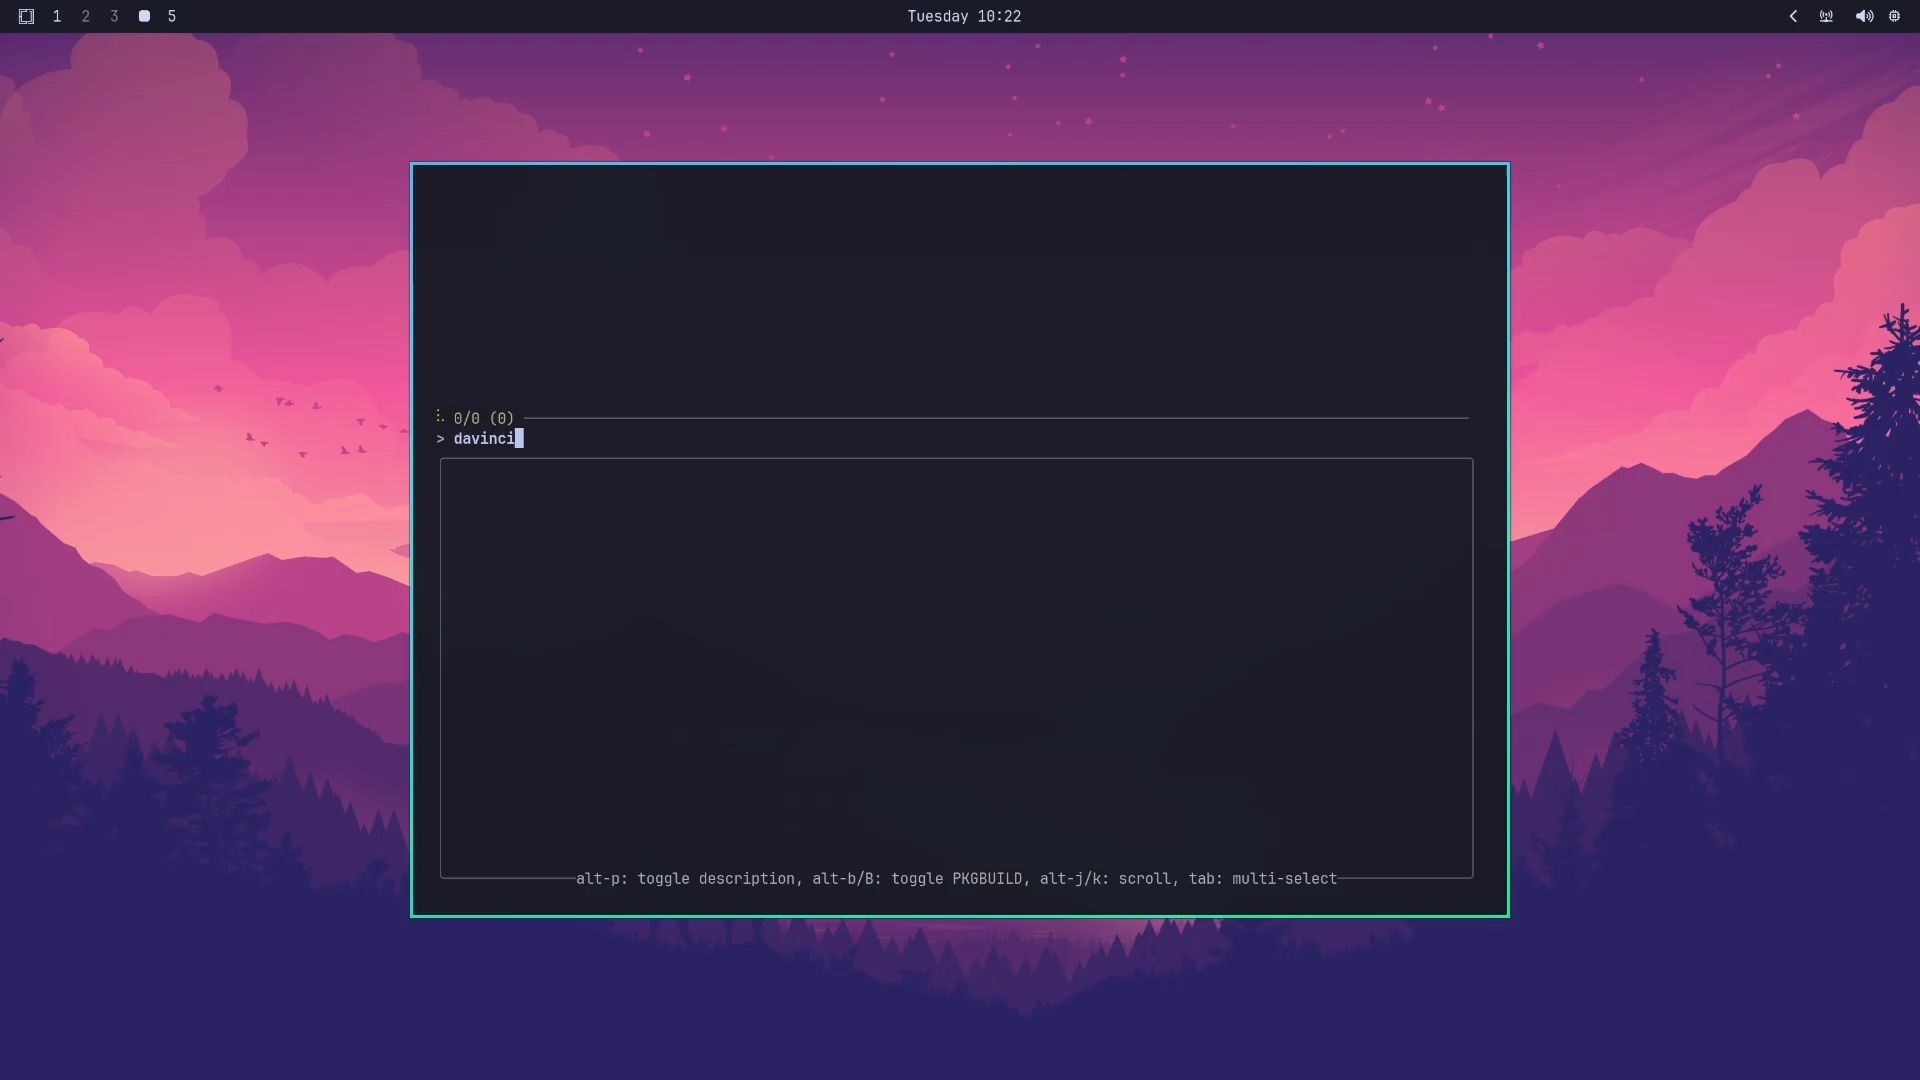 1 2 3 5
Tuesday 10:22
0/0 (0)
> davinci
alt-p: toggle description, alt-b/B: toggle PKGBUILD, alt-j/k: scroll, tab: multi-select